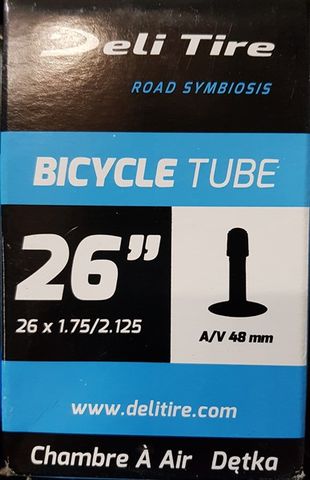 Deli Tire
ROAD SYMBIOSIS
BICYCLE TUBE
26”
26 x 1.75/2.125
A/V 48 mm
www.delitire.com
Chambre À Air Dętka